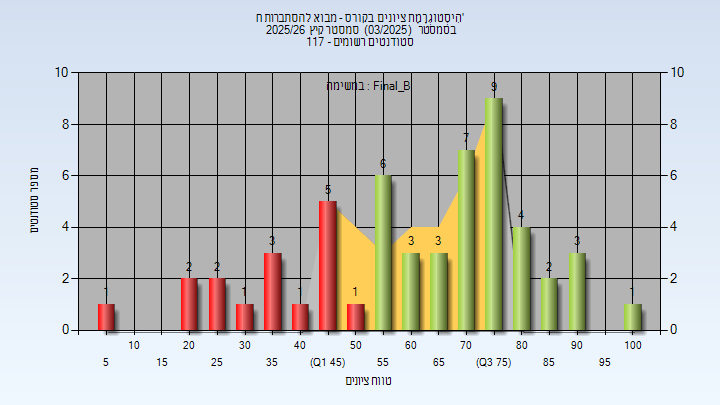 היסטוגרמת ציונים בקורס - מבוא להסתברות ח'
בסמסטר (03/2025) סמסטר קיץ 2025/26
סטודנטים רשומים - 117
במשימה : Final_B
מספר סטודנטים
10 8 6 4 2 0
10 8 6 4 2 0
1 2 2 1 3 1 5 1 6 3 3 7 9 4 2 3 1
10 20 30 40 50 60 70 80 90 100
5 15 25 35 (Q1 45) 55 65 (Q3 75) 85 95
טווח ציונים